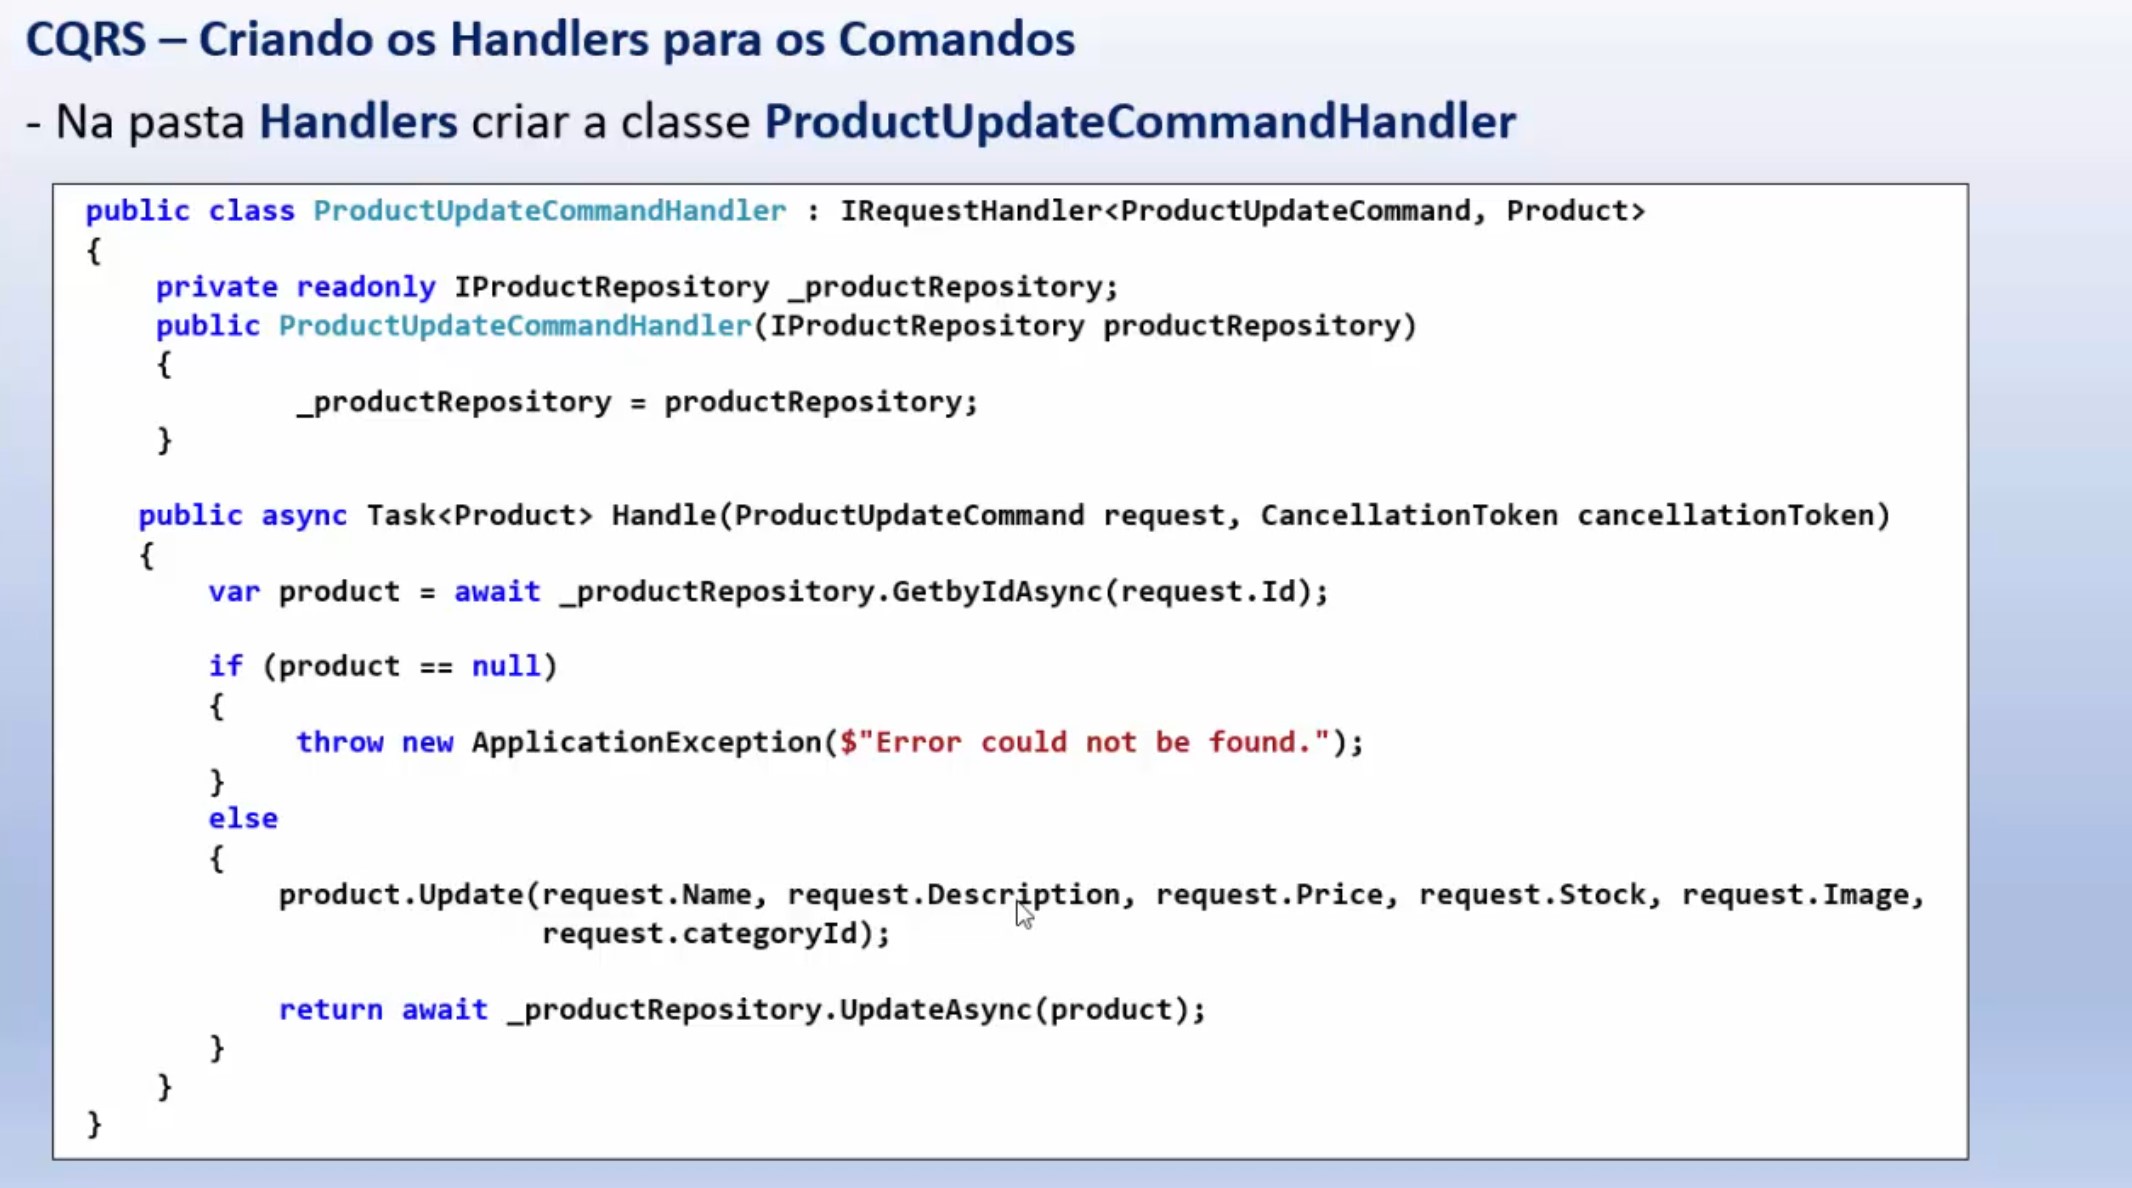 CQRS – Criando os Handlers para os Comandos
- Na pasta Handlers criar a classe ProductUpdateCommandHandler
public class ProductUpdateCommandHandler : IRequestHandler<ProductUpdateCommand, Product>
{
private readonly IProductRepository _productRepository;
public ProductUpdateCommandHandler(IProductRepository productRepository)
{
_productRepository = productRepository;
}
public async Task<Product> Handle(ProductUpdateCommand request, CancellationToken cancellationToken)
{
var product = await _productRepository.GetbyIdAsync(request.Id);
if (product == null)
{
throw new ApplicationException($"Error could not be found.");
}
else
{
product.Update(request.Name, request.Description, request.Price, request.Stock, request.Image,
request.categoryId);
return await _productRepository.UpdateAsync(product);
}
}
}